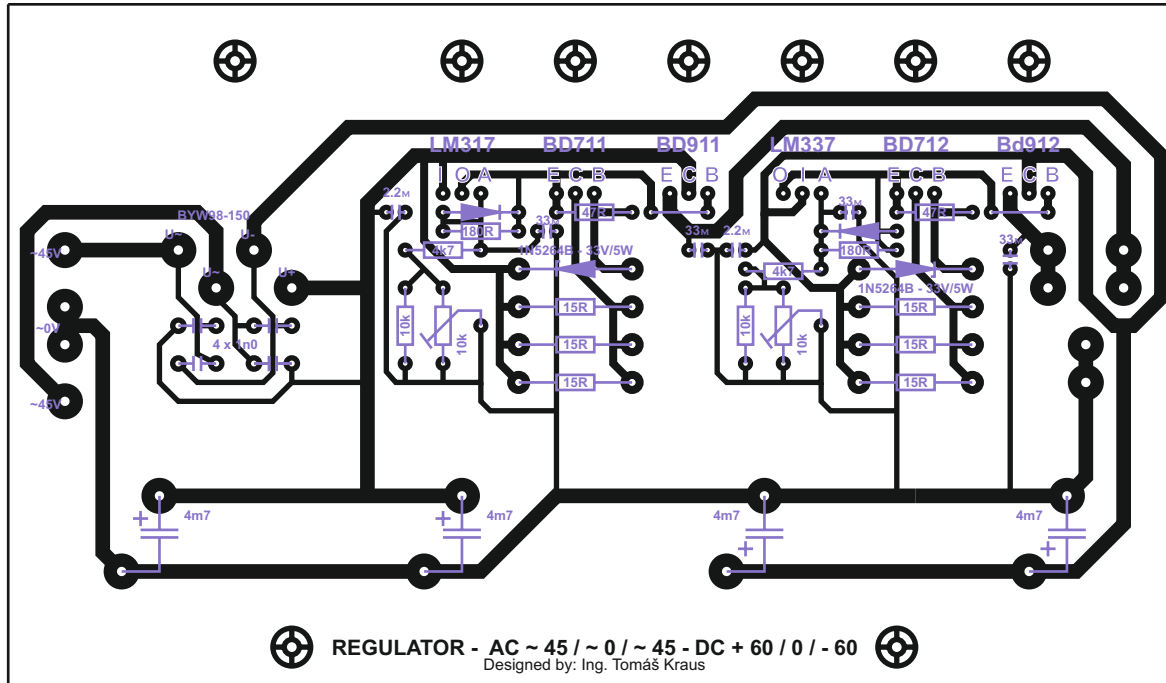 LM317 BD711 BD911 LM337 BD712 Bd912
I O A E C B E C B O I A E C B E C B
2.2M
BYW98-150
33M 47R 33M 47R
U~ U-
180R 33M 2.2M 180R 33M
~45V
4k7 1N5264B - 33V/5W 4k7
U~ U+
1N5264B - 33V/5W
10k 10k 15R 10k 10k 15R
~0V
4 x 1n0 15R 15R
15R 15R
~45V
+ 4m7 + 4m7 4m7 4m7
+ +
REGULATOR - AC ~ 45 / ~ 0 / ~ 45 - DC + 60 / 0 / - 60
Designed by: Ing. Tomáš Kraus